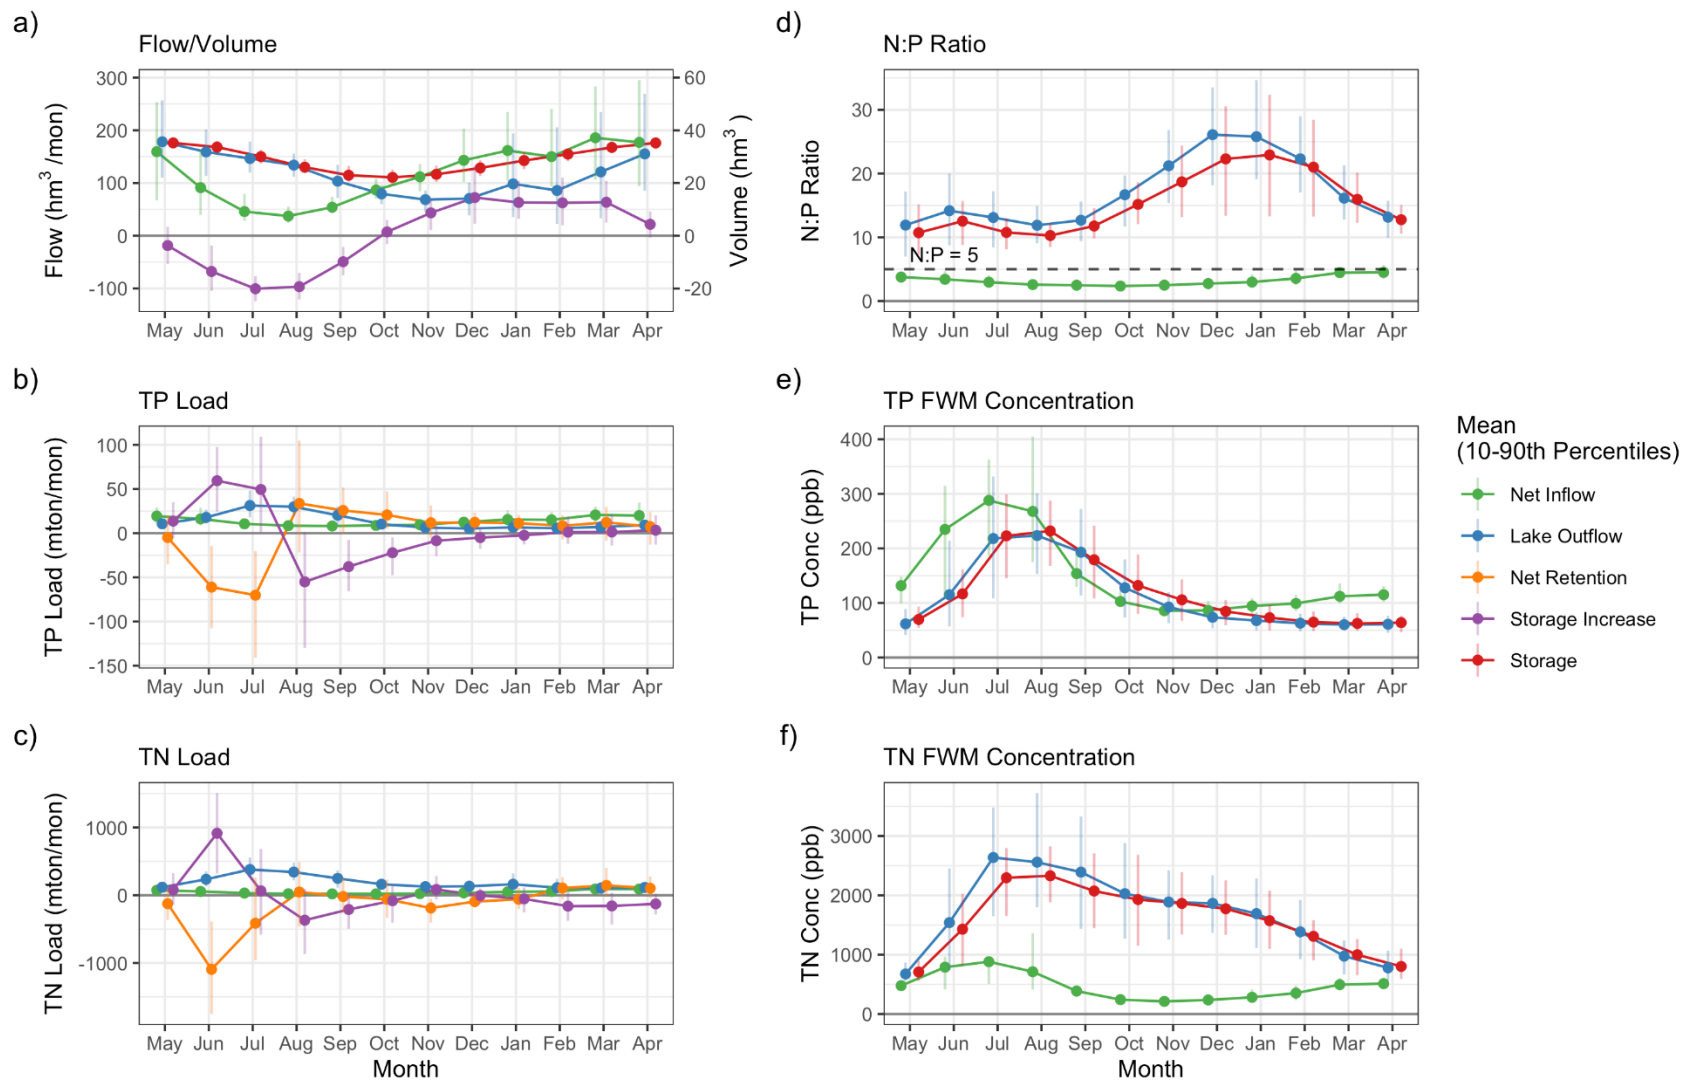 a)
Flow/Volume
300
200
100
0
-100
Flow (hm³ /mon)
60
40
20
0
-20
Volume (hm³ )
May Jun Jul Aug Sep Oct Nov Dec Jan Feb Mar Apr
b)
TP Load
100
50
0
-50
-100
-150
TP Load (mton/mon)
May Jun Jul Aug Sep Oct Nov Dec Jan Feb Mar Apr
c)
TN Load
1000
0
-1000
TN Load (mton/mon)
May Jun Jul Aug Sep Oct Nov Dec Jan Feb Mar Apr
Month
d)
N:P Ratio
30
20
10
0
N:P Ratio
N:P = 5
May Jun Jul Aug Sep Oct Nov Dec Jan Feb Mar Apr
e)
TP FWM Concentration
400
300
200
100
0
TP Conc (ppb)
May Jun Jul Aug Sep Oct Nov Dec Jan Feb Mar Apr
f)
TN FWM Concentration
3000
2000
1000
0
TN Conc (ppb)
May Jun Jul Aug Sep Oct Nov Dec Jan Feb Mar Apr
Month
Mean
(10-90th Percentiles)
Net Inflow
Lake Outflow
Net Retention
Storage Increase
Storage